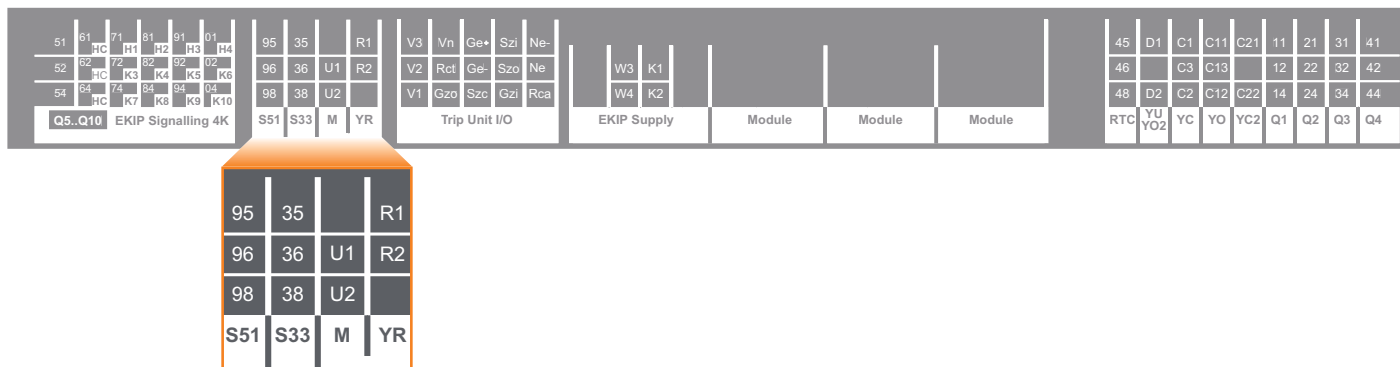 51 61 HC 71 H1 81 H2 91 H3 01 H4 95 35 R1 V3 Vn Ge+ Szi Ne- 45 D1 C1 C11 C21 11 21 31 41
52 62 HC 72 K3 82 K4 92 K5 02 K6 96 36 U1 R2 V2 Rct Ge- Szo Ne W3 K1 46 C3 C13 12 22 32 42
54 64 HC 74 K7 84 K8 94 K9 04 K10 98 38 U2 V1 Gzo Szc Gzi Rca W4 K2 48 D2 C2 C12 C22 14 24 34 44
Q5..Q10 EKIP Signalling 4K S51 S33 M YR Trip Unit I/O EKIP Supply Module Module Module RTC YU YO2 YC YO YC2 Q1 Q2 Q3 Q4
95 35 R1
96 36 U1 R2
98 38 U2
S51 S33 M YR